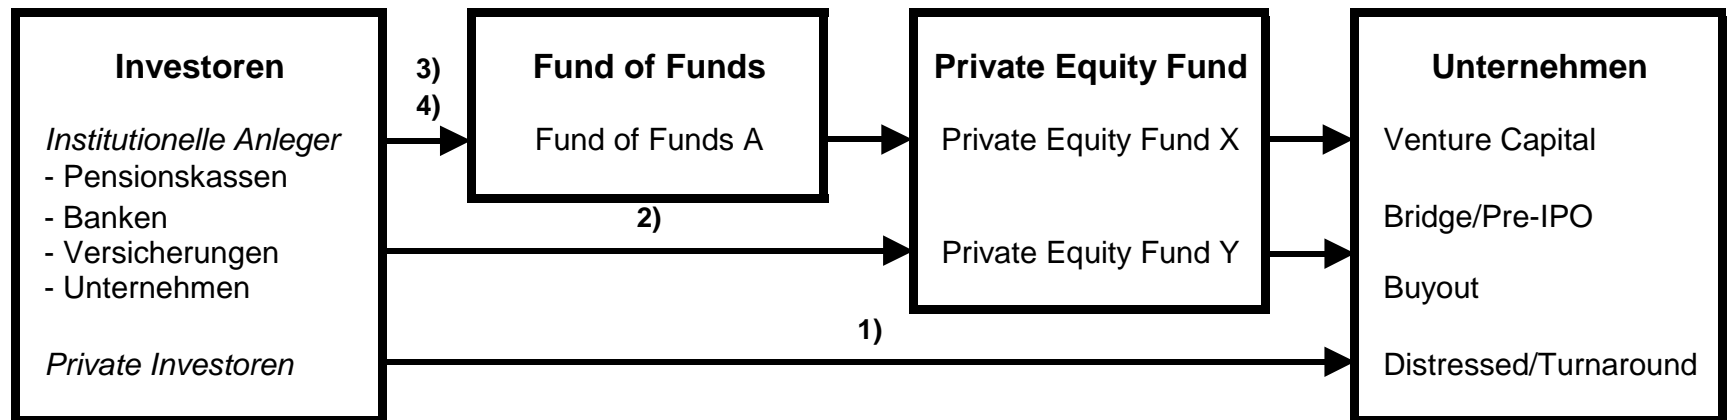 Investoren
Institutionelle Anleger
- Pensionskassen
- Banken
- Versicherungen
- Unternehmen
Private Investoren
3)
4)
Fund of Funds
Fund of Funds A
2)
1)
Private Equity Fund
Private Equity Fund X
Private Equity Fund Y
Unternehmen
Venture Capital
Bridge/Pre-IPO
Buyout
Distressed/Turnaround